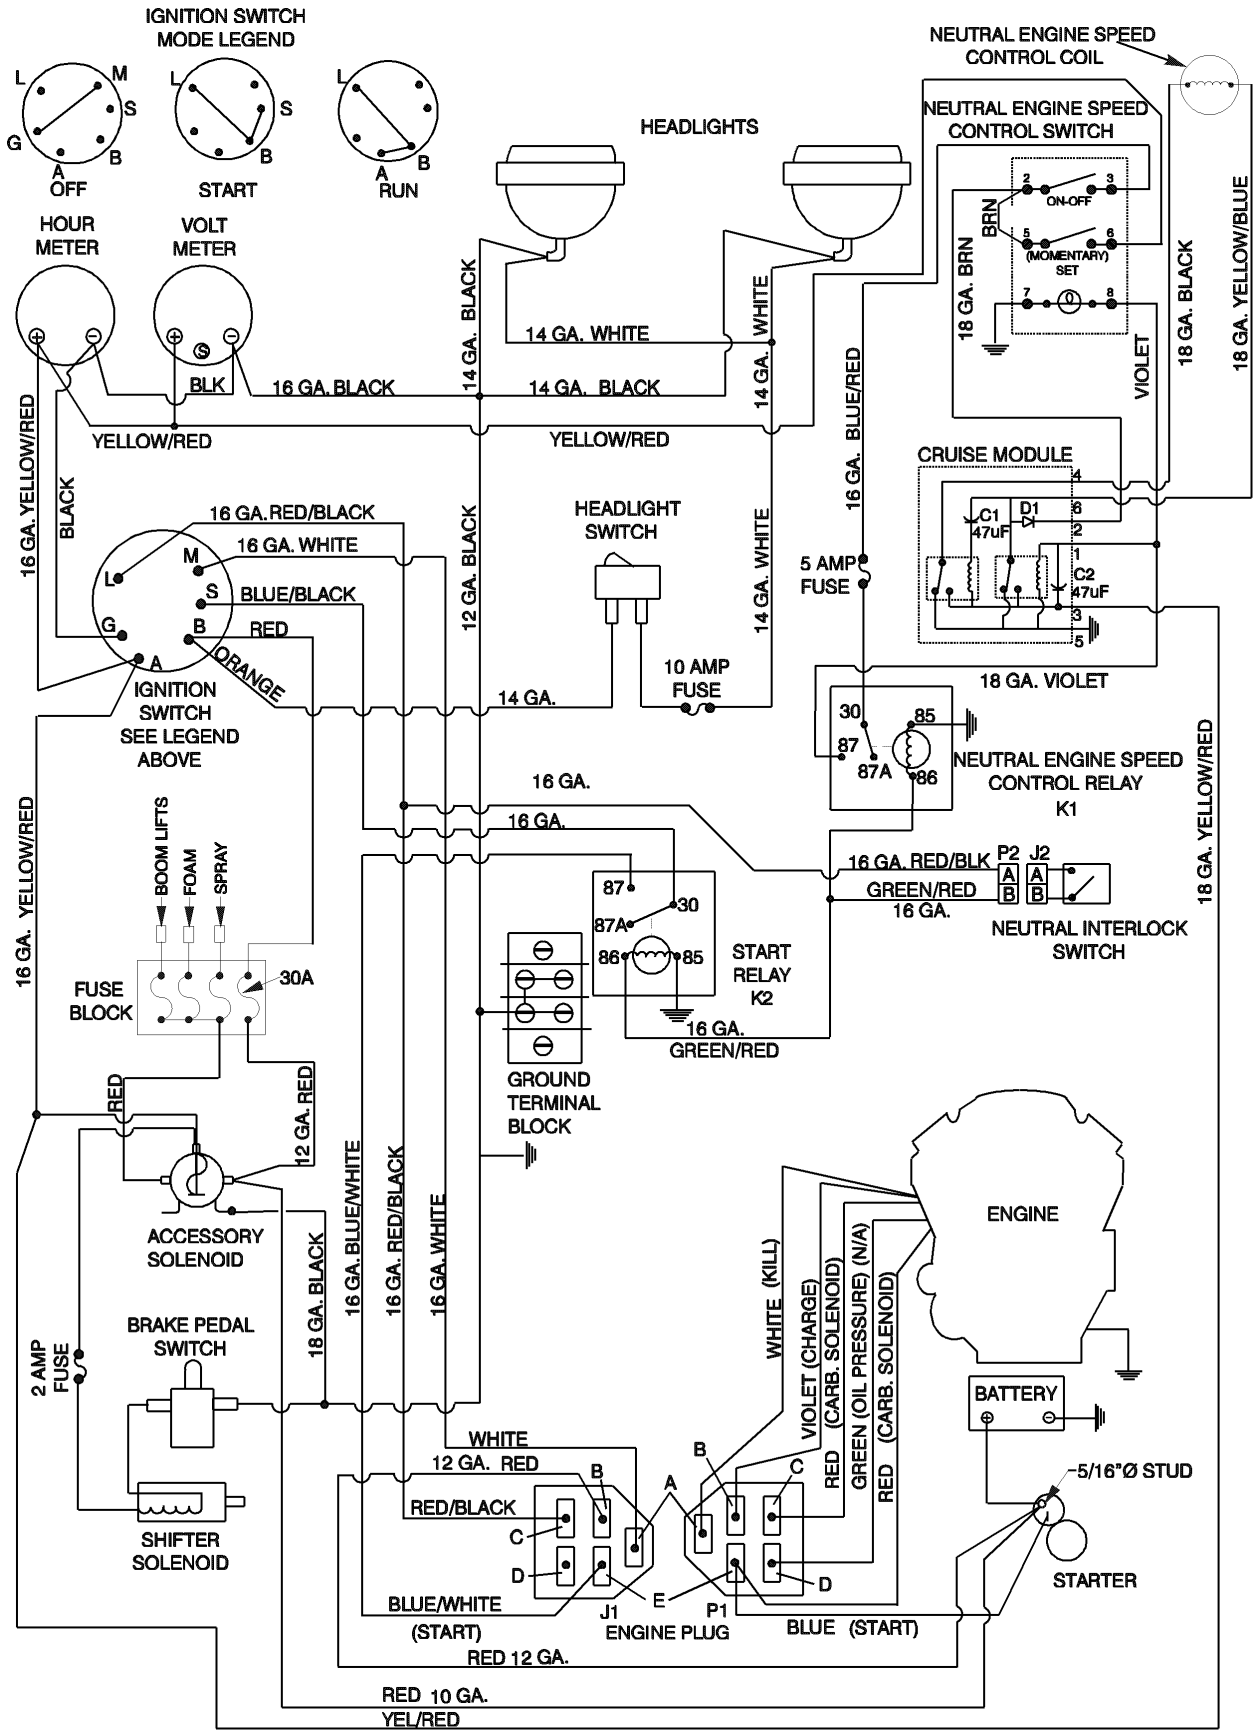 IGNITION SWITCH
MODE LEGEND
L
M
S
G
B
A
OFF
L
S
B
START
L
B
A
RUN
HEADLIGHTS
NEUTRAL ENGINE SPEED
CONTROL COIL
NEUTRAL ENGINE SPEED
CONTROL SWITCH
2
3
ON-OFF
BRN
5
6
(MOMENTARY)
SET
7
8
18 GA. BRN
VIOLET
18 GA. BLACK
18 GA. YELLOW/BLUE
HOUR
METER
VOLT
METER
+
-
+
-
S
BLK
16 GA. BLACK
14 GA. BLACK
14 GA. BLACK
14 GA. WHITE
14 GA. WHITE
16 GA. BLUE/RED
YELLOW/RED
YELLOW/RED
16 GA. YELLOW/RED
BLACK
CRUISE MODULE
4
6
2
1
3
5
C1
47uF
D1
C2
47uF
16 GA. RED/BLACK
16 GA. WHITE
BLUE/BLACK
RED
ORANGE
L
M
S
G
B
A
IGNITION
SWITCH
SEE LEGEND
ABOVE
12 GA. BLACK
HEADLIGHT
SWITCH
14 GA. WHITE
5 AMP
FUSE
10 AMP
FUSE
14 GA.
18 GA. VIOLET
30
85
87
87A
86
NEUTRAL ENGINE SPEED
CONTROL RELAY
K1
18 GA. YELLOW/RED
16 GA.
16 GA.
16 GA. RED/BLK
GREEN/RED
16 GA.
P2 J2
A A
B B
NEUTRAL INTERLOCK
SWITCH
87
30
87A
86
85
START
RELAY
K2
16 GA.
GREEN/RED
16 GA. YELLOW/RED
BOOM LIFTS
FOAM
SPRAY
30A
FUSE
BLOCK
GROUND
TERMINAL
BLOCK
RED
12 GA. RED
ACCESSORY
SOLENOID
18 GA. BLACK
16 GA. BLUE/WHITE
16 GA. RED/BLACK
16 GA. WHITE
ENGINE
WHITE (KILL)
VIOLET (CHARGE)
RED (CARB. SOLENOID)
GREEN (OIL PRESSURE) (N/A)
RED (CARB. SOLENOID)
BRAKE PEDAL
SWITCH
2 AMP
FUSE
SHIFTER
SOLENOID
BATTERY
+
-
5/16"Ø STUD
STARTER
WHITE
12 GA. RED
RED/BLACK
B
C
D
A
B
C
D
E
J1
P1
ENGINE PLUG
BLUE/WHITE
(START)
BLUE (START)
RED 12 GA.
RED 10 GA.
YEL/RED